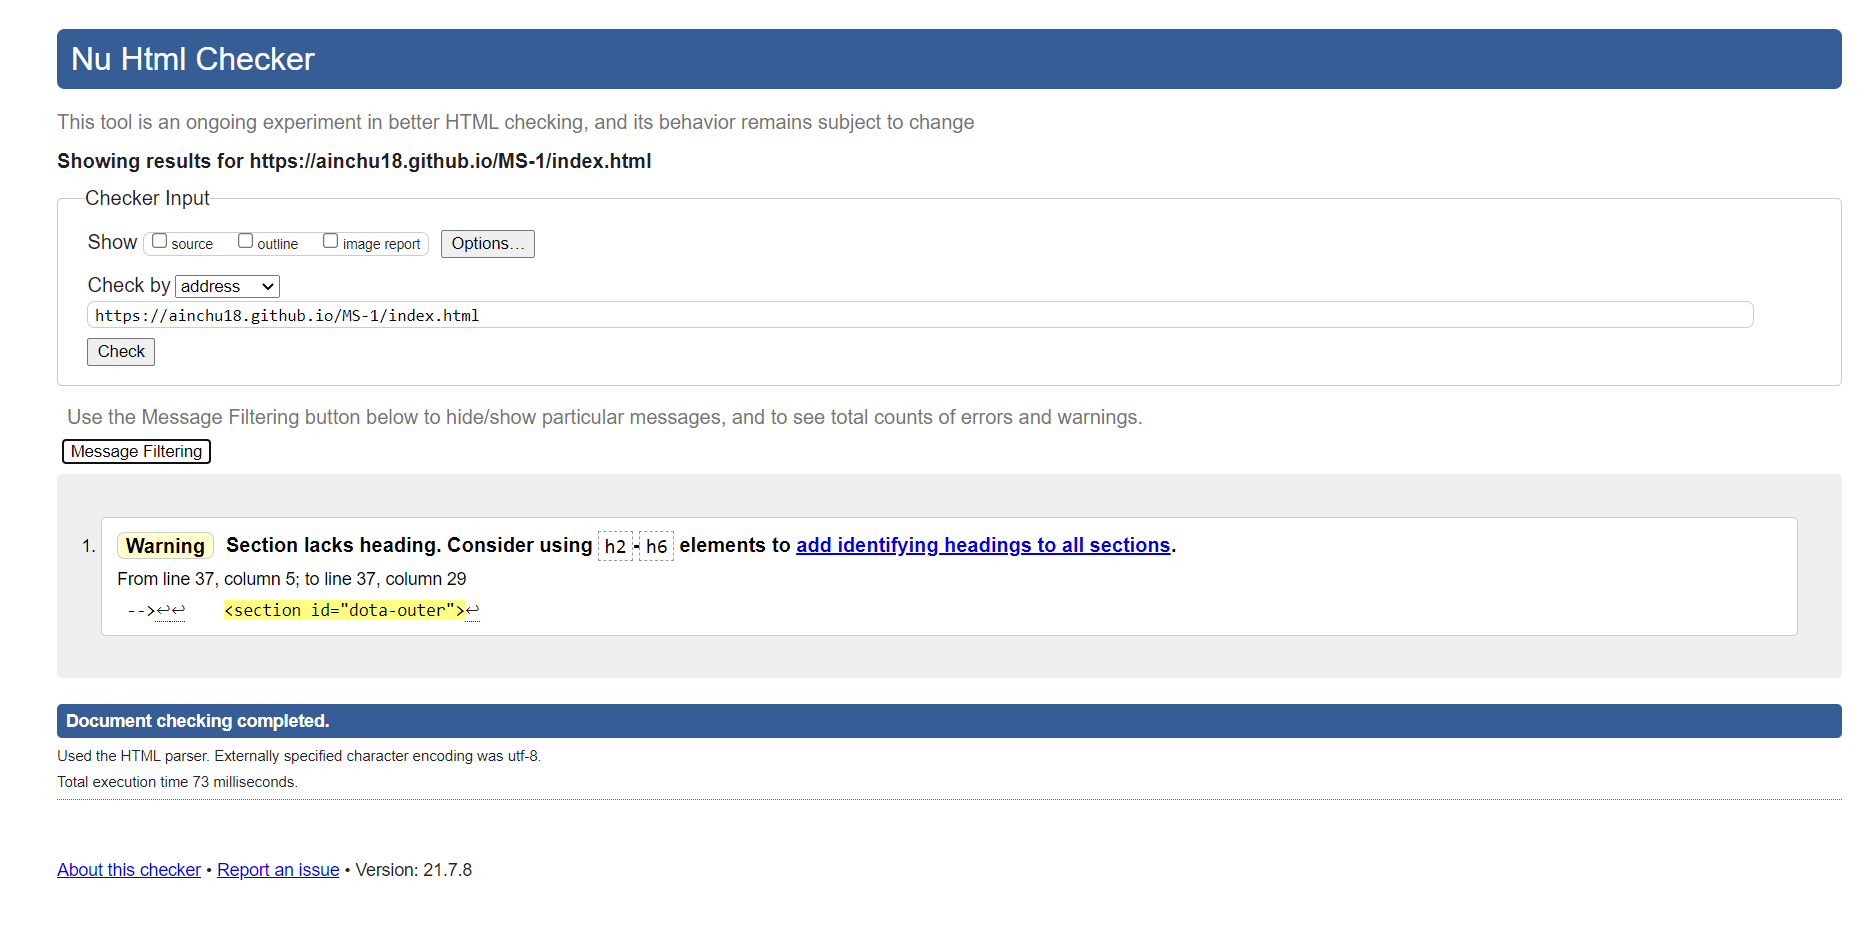 Nu Html Checker
This tool is an ongoing experiment in better HTML checking, and its behavior remains subject to change
Showing results for https://ainchu18.github.io/MS-1/index.html
Checker Input
Show source outline image report Options...
Check by address
https://ainchu18.github.io/MS-1/index.html
Check
Use the Message Filtering button below to hide/show particular messages, and to see total counts of errors and warnings.
Message Filtering
1. Warning Section lacks heading. Consider using h2-h6 elements to add identifying headings to all sections.
From line 37, column 5; to line 37, column 29
-->↩↩ <section id="dota-outer">↩
Document checking completed.
Used the HTML parser. Externally specified character encoding was utf-8.
Total execution time 73 milliseconds.
About this checker • Report an issue • Version: 21.7.8